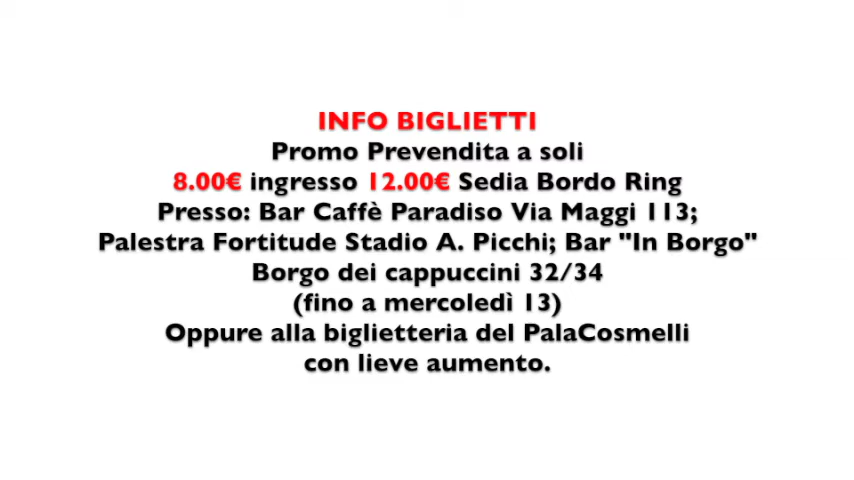 INFO BIGLIETTI
Promo Prevendita a soli
8.00€ ingresso 12.00€ Sedia Bordo Ring
Presso: Bar Caffè Paradiso Via Maggi 113;
Palestra Fortitude Stadio A. Picchi; Bar "In Borgo"
Borgo dei cappuccini 32/34
(fino a mercoledì 13)
Oppure alla biglietteria del PalaCosmelli
con lieve aumento.